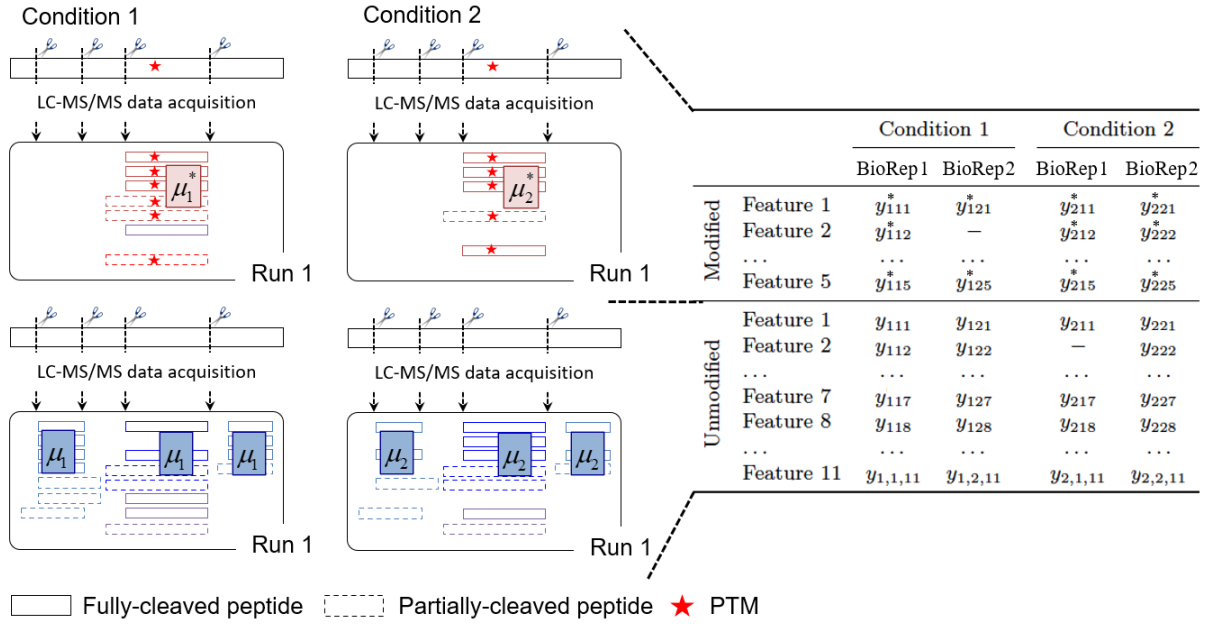 Condition 1
Condition 2
LC-MS/MS data acquisition
LC-MS/MS data acquisition
μ₁*
μ₂*
Run 1
Run 1
LC-MS/MS data acquisition
LC-MS/MS data acquisition
μ₁ μ₁ μ₁
μ₂ μ₂ μ₂
Run 1
Run 1
Fully-cleaved peptide Partially-cleaved peptide PTM
Condition 1 Condition 2
BioRep1 BioRep2 BioRep1 BioRep2
Modified
Feature 1 y*₁₁₁ y*₁₂₁ y*₂₁₁ y*₂₂₁
Feature 2 y*₁₁₂ – y*₂₁₂ y*₂₂₂
... ... ... ... ...
Feature 5 y*₁₁₅ y*₁₂₅ y*₂₁₅ y*₂₂₅
Unmodified
Feature 1 y₁₁₁ y₁₂₁ y₂₁₁ y₂₂₁
Feature 2 y₁₁₂ y₁₂₂ – y₂₂₂
... ... ... ... ...
Feature 7 y₁₁₇ y₁₂₇ y₂₁₇ y₂₂₇
Feature 8 y₁₁₈ y₁₂₈ y₂₁₈ y₂₂₈
... ... ... ... ...
Feature 11 y₁,₁,₁₁ y₁,₂,₁₁ y₂,₁,₁₁ y₂,₂,₁₁